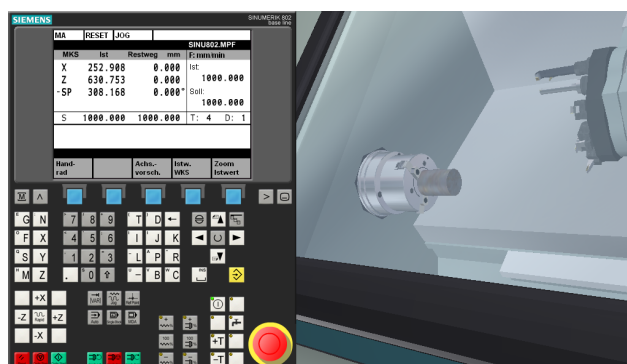 SIEMENS
SINUMERIK 802
base line
MA RESET JOG
SINU802.MPF
MKS Ist Restweg mm F: mm/min
X 252.908 0.000 Ist:
Z 630.753 0.000 1000.000
-SP 308.168 0.000° Soll:
1000.000
S 1000.000 1000.000 T: 4 D: 1
Hand- Achs.- Istw. Zoom
rad vorsch. WKS Istwert
M
G N 7 8 9 T D
F X 4 5 6 I J K
S Y 1 2 3 L P R
M Z . 0 - B C
+X
-Z +Z
-X
+T
-T